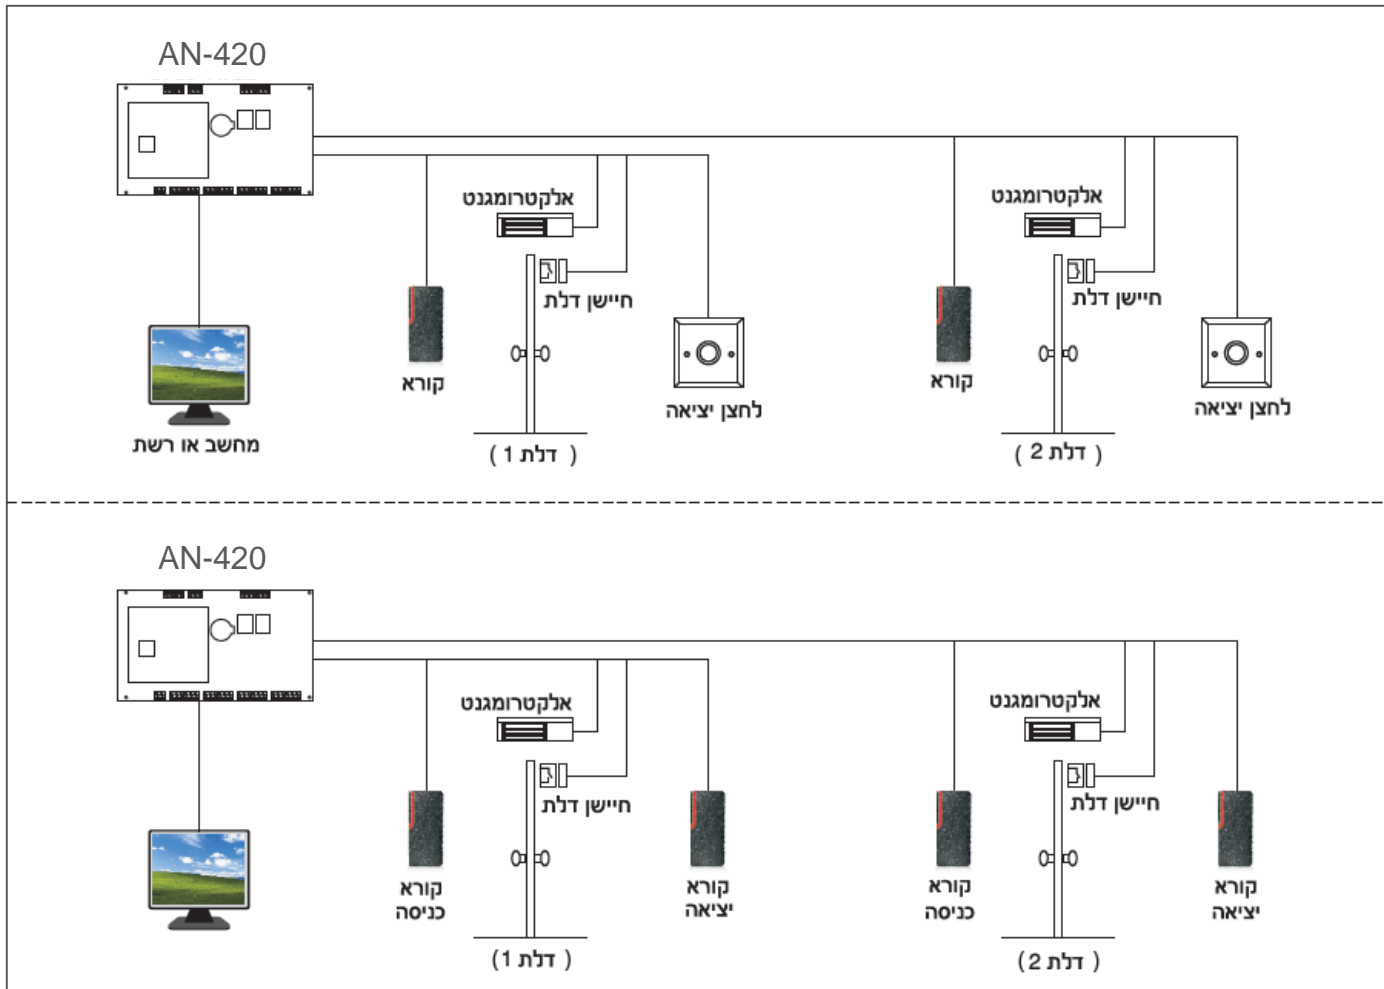 AN-420
אלקטרומגנט
אלקטרומגנט
חיישן דלת
חיישן דלת
קורא
לחצן יציאה
קורא
לחצן יציאה
מחשב או רשת
( דלת 1 )
( דלת 2 )
AN-420
אלקטרומגנט
אלקטרומגנט
חיישן דלת
חיישן דלת
קורא
כניסה
קורא
יציאה
קורא
כניסה
קורא
יציאה
( דלת 1 )
( דלת 2 )